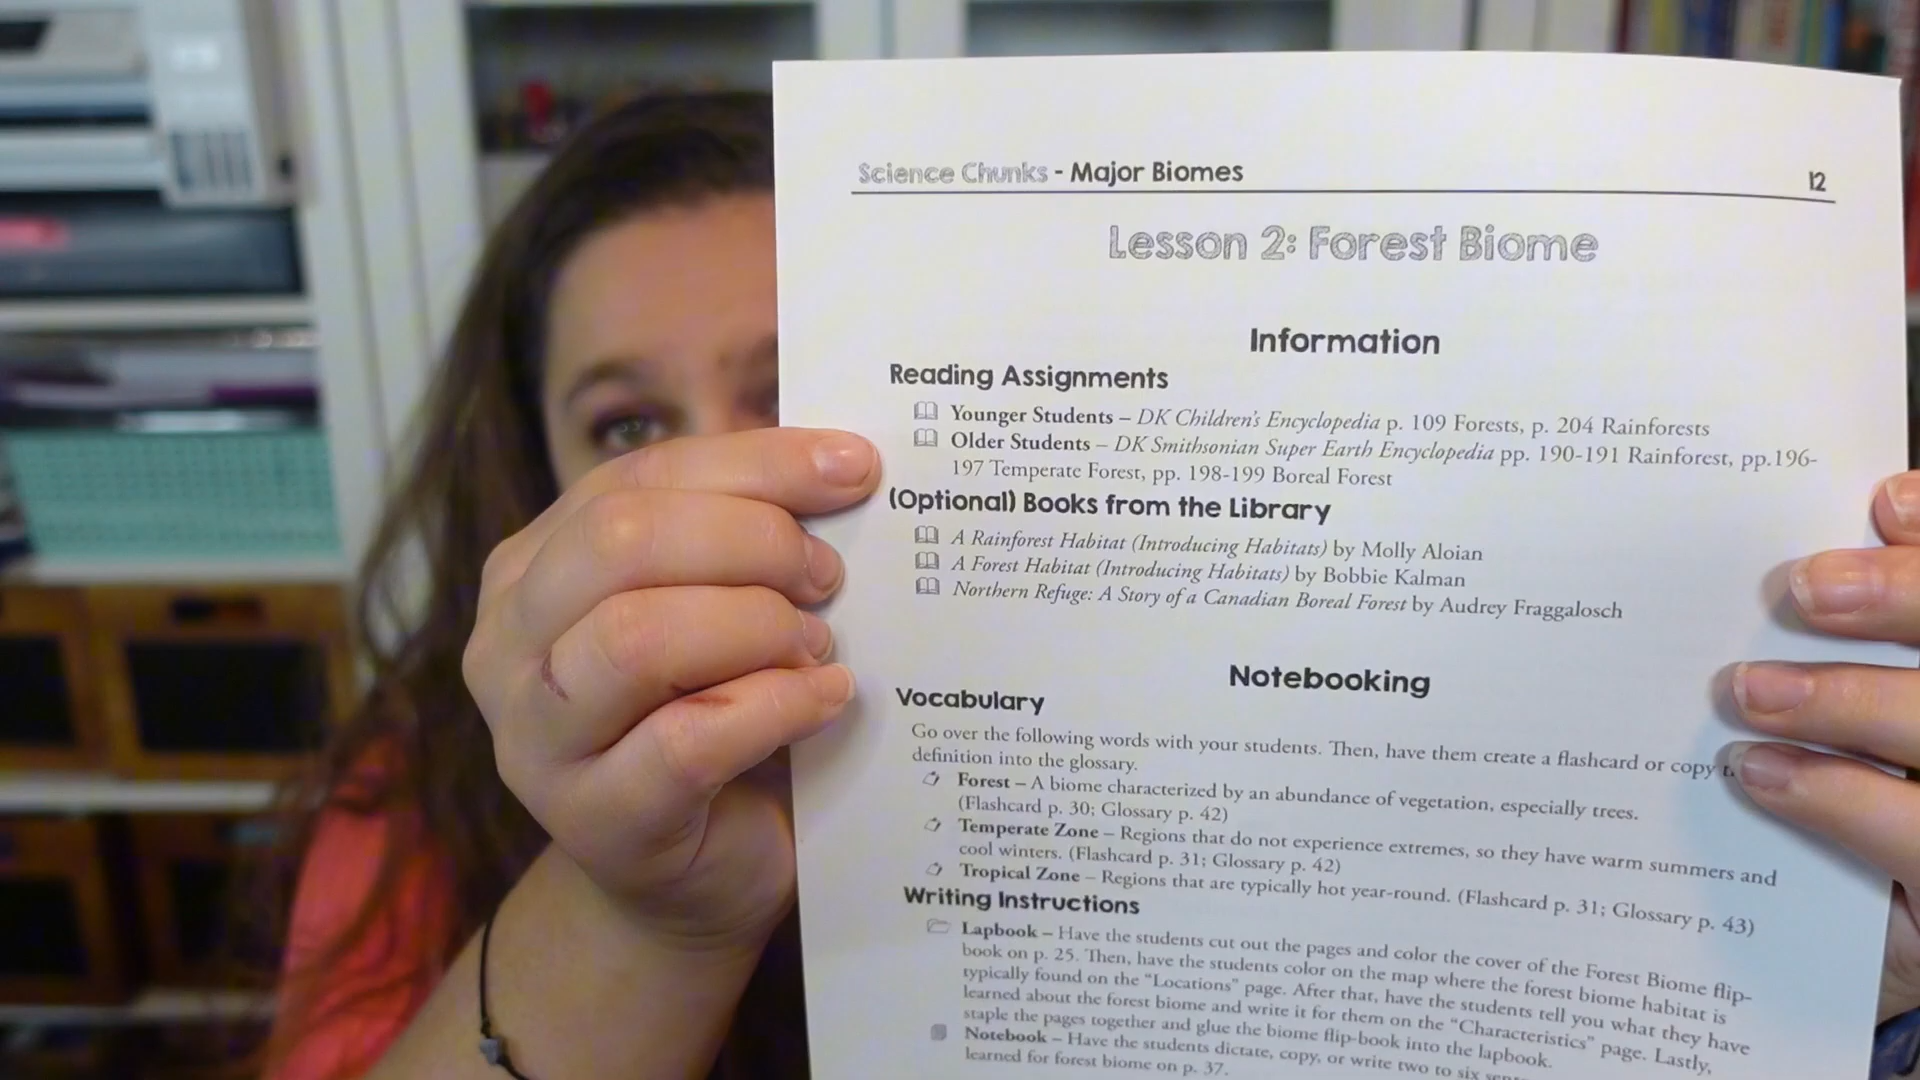 Science Chunks - Major Biomes 12
Lesson 2: Forest Biome
Information
Reading Assignments
Younger Students – DK Children's Encyclopedia p. 109 Forests, p. 204 Rainforests
Older Students – DK Smithsonian Super Earth Encyclopedia pp. 190-191 Rainforest, pp.196-
197 Temperate Forest, pp. 198-199 Boreal Forest
(Optional) Books from the Library
A Rainforest Habitat (Introducing Habitats) by Molly Aloian
A Forest Habitat (Introducing Habitats) by Bobbie Kalman
Northern Refuge: A Story of a Canadian Boreal Forest by Audrey Fraggalosch
Notebooking
Vocabulary
Go over the following words with your students. Then, have them create a flashcard or copy
definition into the glossary.
Forest – A biome characterized by an abundance of vegetation, especially trees.
(Flashcard p. 30; Glossary p. 42)
Temperate Zone – Regions that do not experience extremes, so they have warm summers and
cool winters. (Flashcard p. 31; Glossary p. 42)
Tropical Zone – Regions that are typically hot year-round. (Flashcard p. 31; Glossary p. 43)
Writing Instructions
Lapbook – Have the students cut out the pages and color the cover of the Forest Biome flip-
book on p. 25. Then, have the students color on the map where the forest biome habitat is
typically found on the "Locations" page. After that, have the students tell you what they have
learned about the forest biome and write it for them on the "Characteristics" page. Lastly,
staple the pages together and glue the biome flip-book into the lapbook.
Notebook – Have the students dictate, copy, or write two to six
learned for forest biome on p. 37.